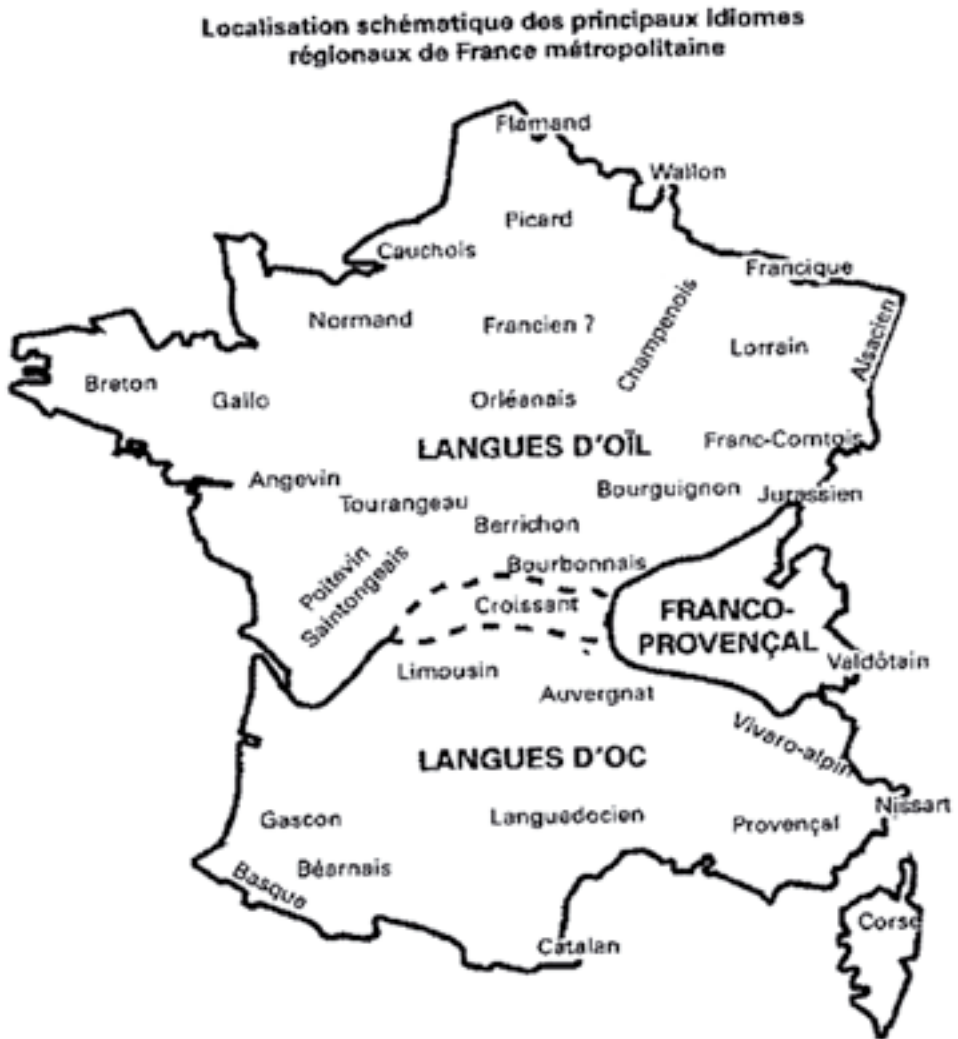 Localisation schématique des principaux idiomes
régionaux de France métropolitaine
Flamand
Wallon
Picard
Cauchois
Francique
Normand
Francien ?
Champenois
Lorrain
Alsacien
Breton
Gallo
Orléanais
LANGUES D'OÏL
Franc-Comtois
Angevin
Tourangeau
Bourguignon
Jurassien
Berrichon
Poitevin
Saintongeais
Bourbonnais
Croissant
FRANCO-
PROVENÇAL
Limousin
Valdôtain
Auvergnat
Vivaro-alpin
LANGUES D'OC
Gascon
Languedocien
Provençal
Nissart
Basque
Béarnais
Catalan
Corse